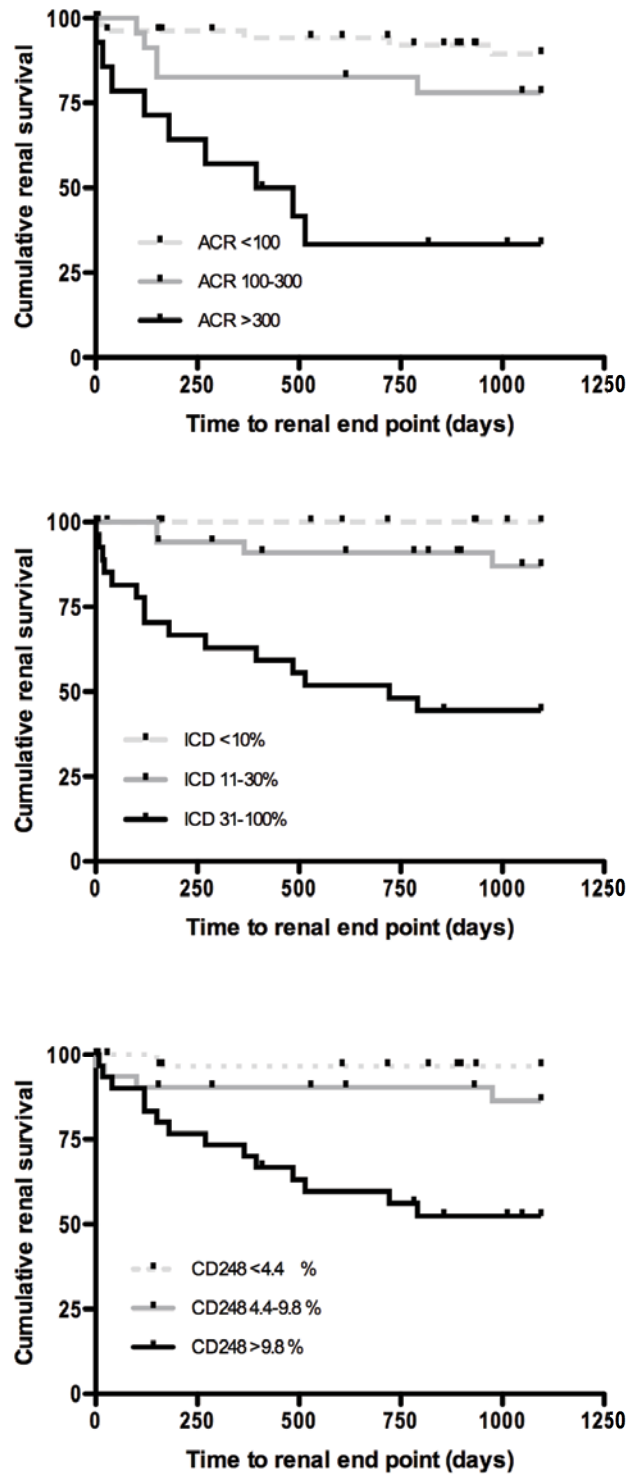 Cumulative renal survival
100
75
50
25
0
ACR <100
ACR 100-300
ACR >300
0 250 500 750 1000 1250
Time to renal end point (days)
Cumulative renal survival
100
75
50
25
0
ICD <10%
ICD 11-30%
ICD 31-100%
0 250 500 750 1000 1250
Time to renal end point (days)
Cumulative renal survival
100
75
50
25
0
CD248 <4.4 %
CD248 4.4-9.8 %
CD248 >9.8 %
0 250 500 750 1000 1250
Time to renal end point (days)